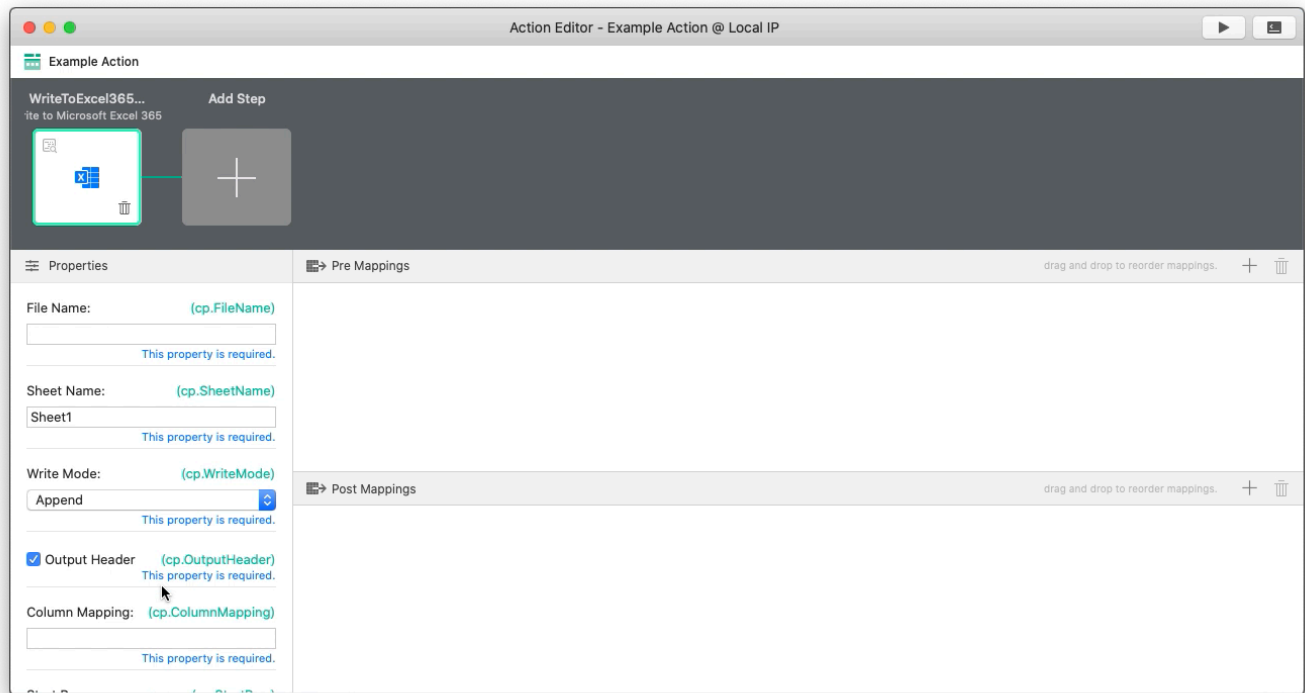 Action Editor - Example Action @ Local IP
Example Action
WriteToExcel365... Add Step
ite to Microsoft Excel 365
Properties
Pre Mappings drag and drop to reorder mappings.
File Name: (cp.FileName)
This property is required.
Sheet Name: (cp.SheetName)
Sheet1
This property is required.
Write Mode: (cp.WriteMode)
Post Mappings drag and drop to reorder mappings.
Append
This property is required.
Output Header (cp.OutputHeader)
This property is required.
Column Mapping: (cp.ColumnMapping)
This property is required.